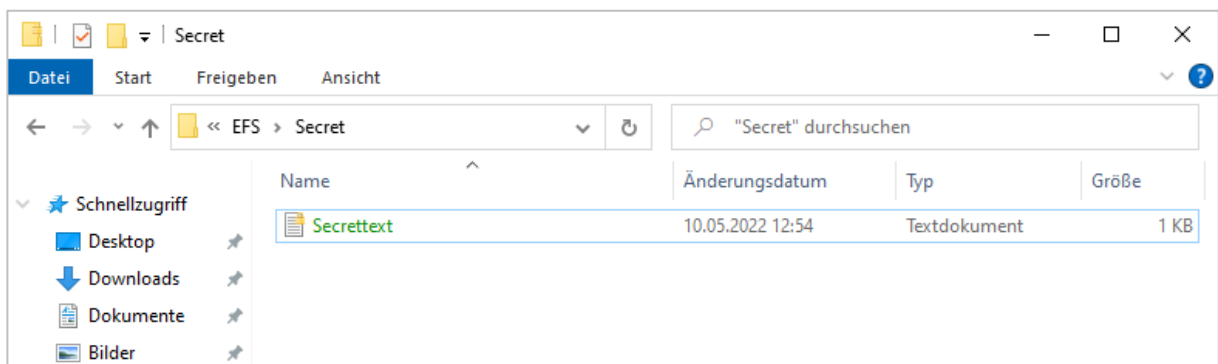 Secret
Datei Start Freigeben Ansicht
« EFS › Secret "Secret" durchsuchen
Name Änderungsdatum Typ Größe
Schnellzugriff
Secrettext 10.05.2022 12:54 Textdokument 1 KB
Desktop
Downloads
Dokumente
Bilder